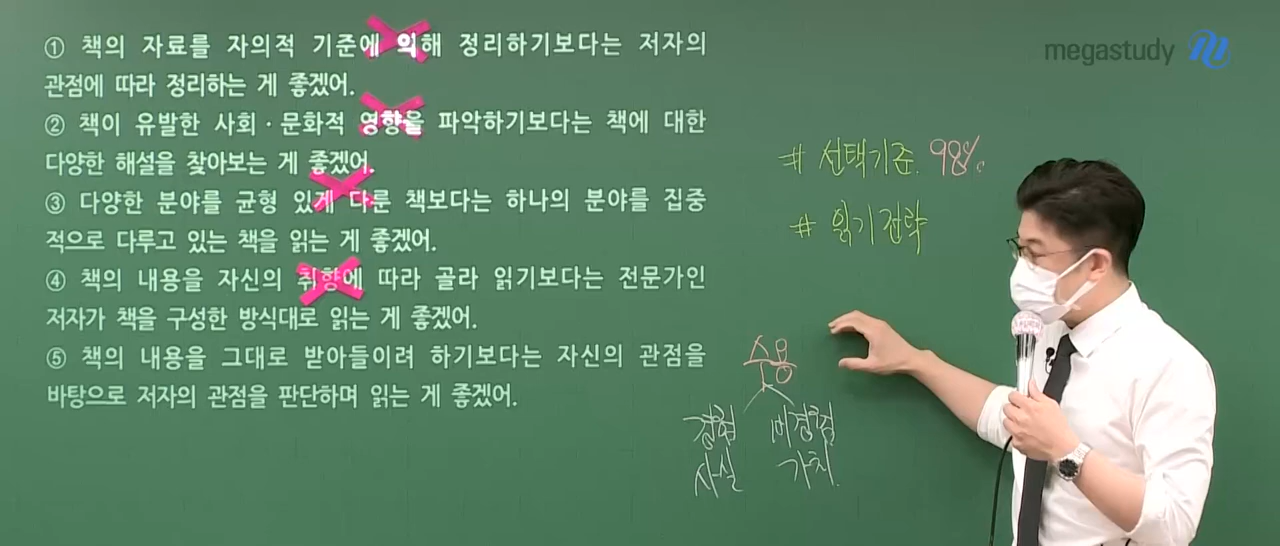 ① 책의 자료를 자의적 기준에 의해 정리하기보다는 저자의
관점에 따라 정리하는 게 좋겠어.
② 책이 유발한 사회·문화적 영향을 파악하기보다는 책에 대한
다양한 해설을 찾아보는 게 좋겠어.
③ 다양한 분야를 균형 있게 다룬 책보다는 하나의 분야를 집중
적으로 다루고 있는 책을 읽는 게 좋겠어.
④ 책의 내용을 자신의 취향에 따라 골라 읽기보다는 전문가인
저자가 책을 구성한 방식대로 읽는 게 좋겠어.
⑤ 책의 내용을 그대로 받아들이려 하기보다는 자신의 관점을
바탕으로 저자의 관점을 판단하며 읽는 게 좋겠어.
megastudy
# 선택기준 98%
# 읽기전략
수용
경험 비경험
사실 가치